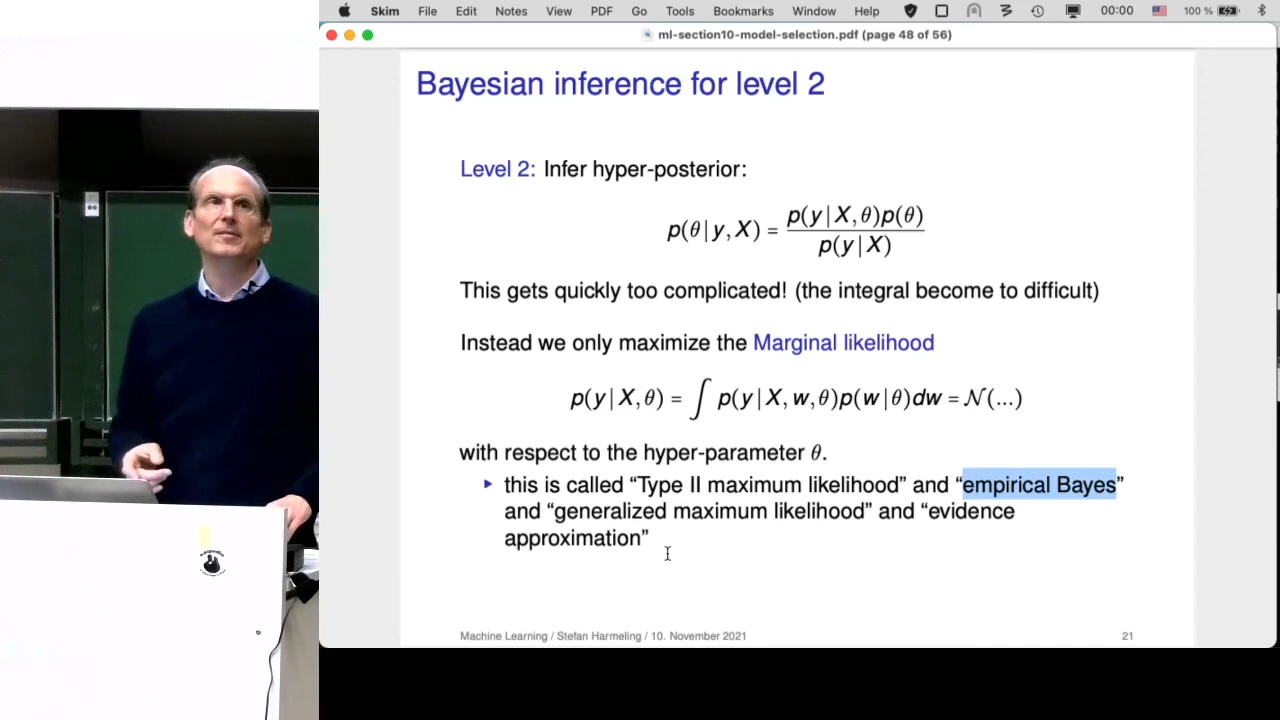 Skim File Edit Notes View PDF Go Tools Bookmarks Window Help 00:00 100 %
ml-section10-model-selection.pdf (page 48 of 56)
Bayesian inference for level 2
Level 2: Infer hyper-posterior:
p(θ|y, X) = p(y|X, θ)p(θ) / p(y|X)
This gets quickly too complicated! (the integral become to difficult)
Instead we only maximize the Marginal likelihood
p(y|X, θ) = ∫ p(y|X, w, θ)p(w|θ)dw = 𝒩(...)
with respect to the hyper-parameter θ.
▸ this is called “Type II maximum likelihood” and “empirical Bayes”
and “generalized maximum likelihood” and “evidence
approximation”
Machine Learning / Stefan Harmeling / 10. November 2021 21